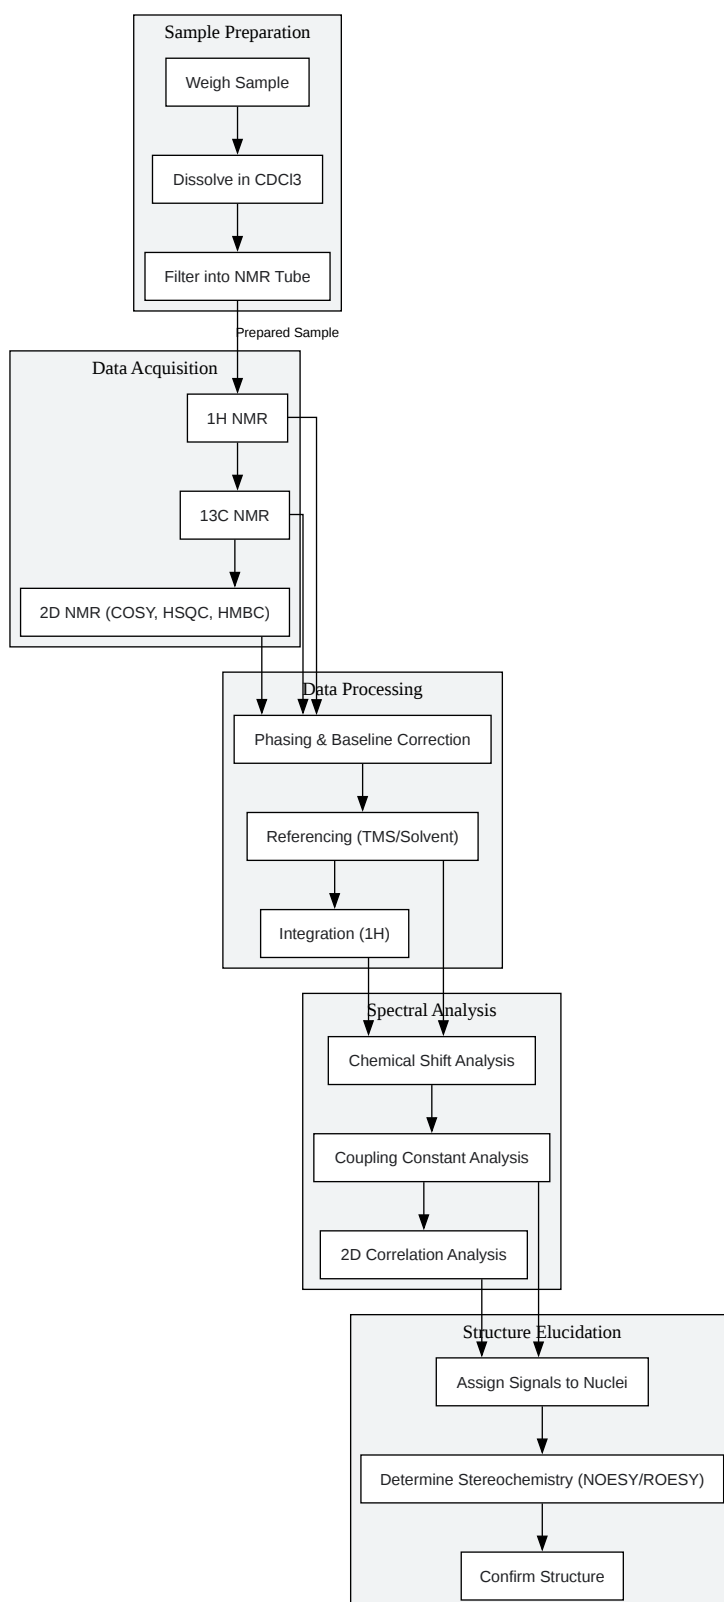 Sample Preparation
Weigh Sample
Dissolve in CDCl3
Filter into NMR Tube
Prepared Sample
Data Acquisition
1H NMR
13C NMR
2D NMR (COSY, HSQC, HMBC)
Data Processing
Phasing & Baseline Correction
Referencing (TMS/Solvent)
Integration (1H)
Spectral Analysis
Chemical Shift Analysis
Coupling Constant Analysis
2D Correlation Analysis
Structure Elucidation
Assign Signals to Nuclei
Determine Stereochemistry (NOESY/ROESY)
Confirm Structure